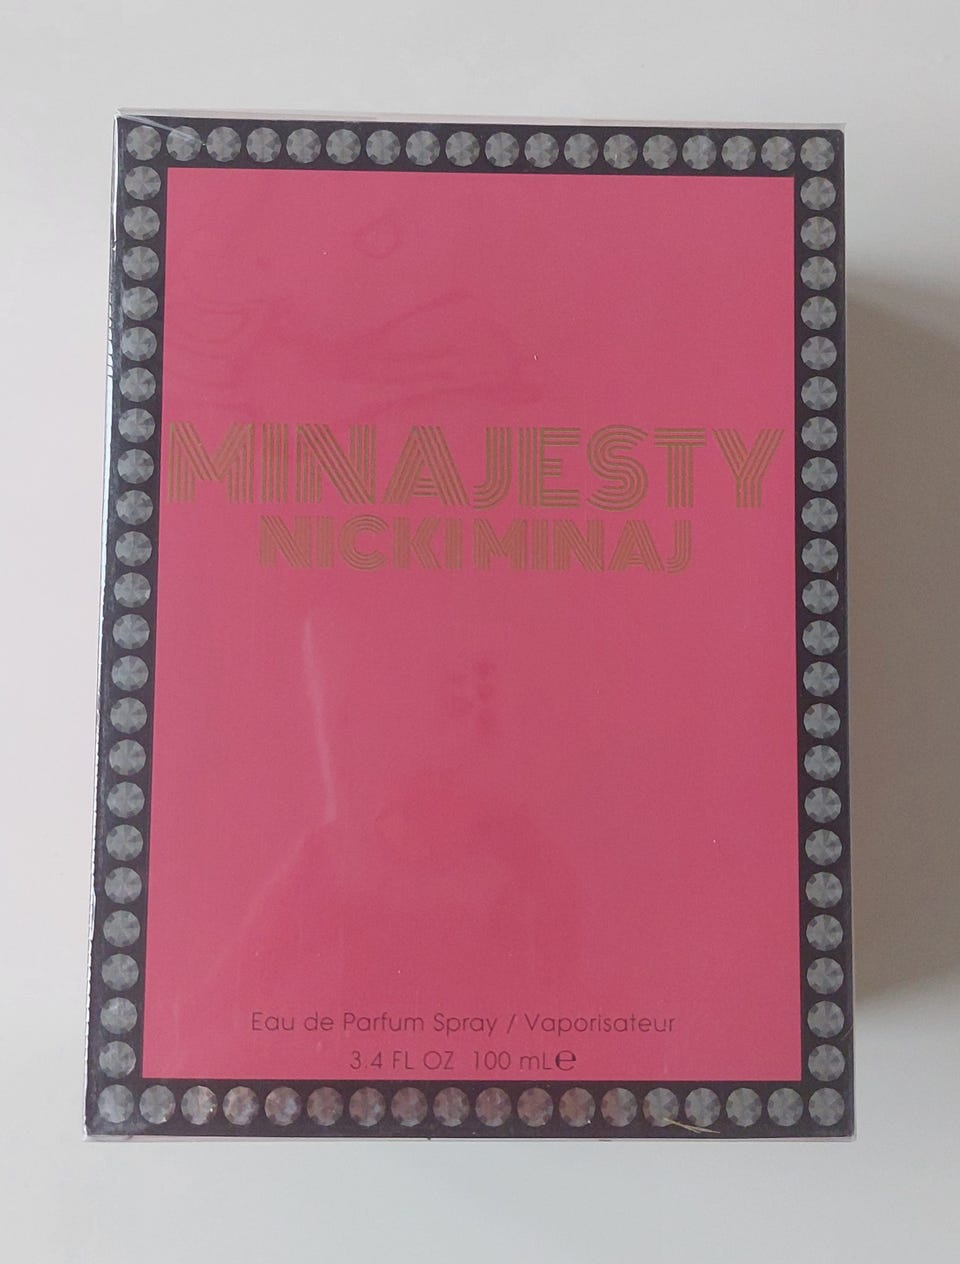 MINAJESTY
NICKI MINAJ
Eau de Parfum Spray / Vaporisateur
3.4 FL OZ 100 mL℮